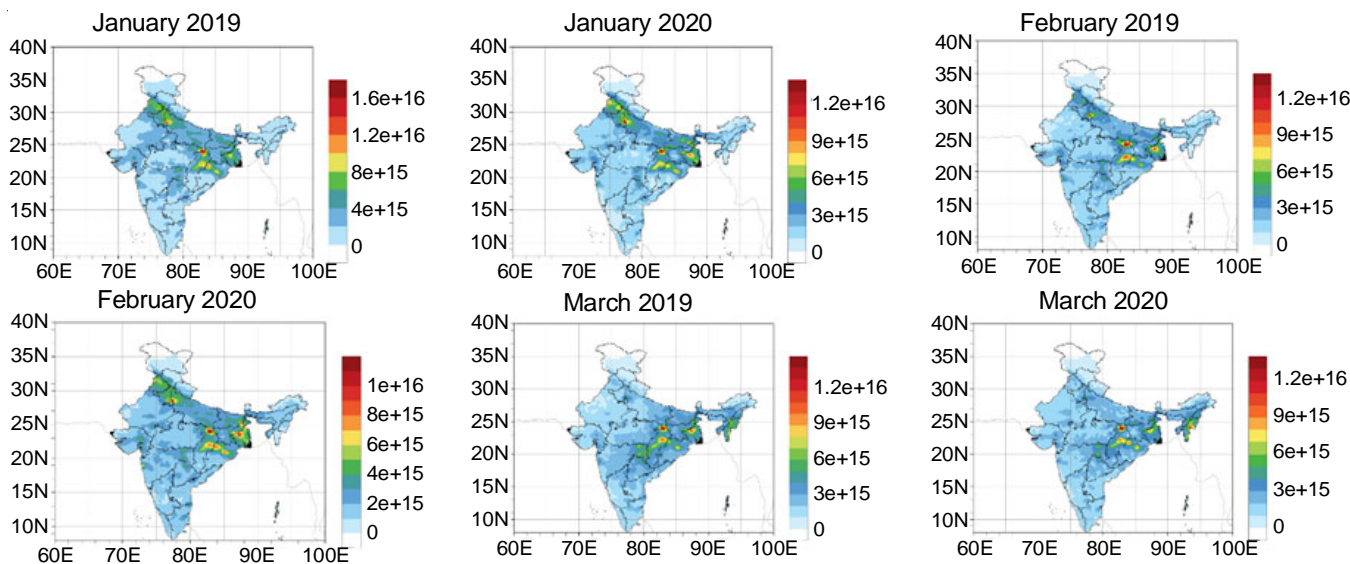 January 2019
40N
35N
30N
25N
20N
15N
10N
60E 70E 80E 90E 100E
1.6e+16
1.2e+16
8e+15
4e+15
0
January 2020
40N
35N
30N
25N
20N
15N
10N
60E 70E 80E 90E 100E
1.2e+16
9e+15
6e+15
3e+15
0
February 2019
40N
35N
30N
25N
20N
15N
10N
60E 70E 80E 90E 100E
1.2e+16
9e+15
6e+15
3e+15
0
February 2020
40N
35N
30N
25N
20N
15N
10N
60E 70E 80E 90E 100E
1e+16
8e+15
6e+15
4e+15
2e+15
0
March 2019
40N
35N
30N
25N
20N
15N
10N
60E 70E 80E 90E 100E
1.2e+16
9e+15
6e+15
3e+15
0
March 2020
40N
35N
30N
25N
20N
15N
10N
60E 70E 80E 90E 100E
1.2e+16
9e+15
6e+15
3e+15
0